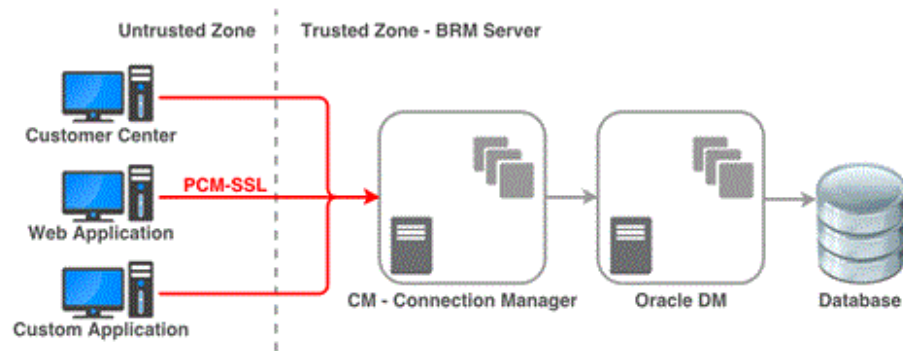 Untrusted Zone
Trusted Zone - BRM Server
Customer Center
PCM-SSL
Web Application
Custom Application
CM - Connection Manager
Oracle DM
Database